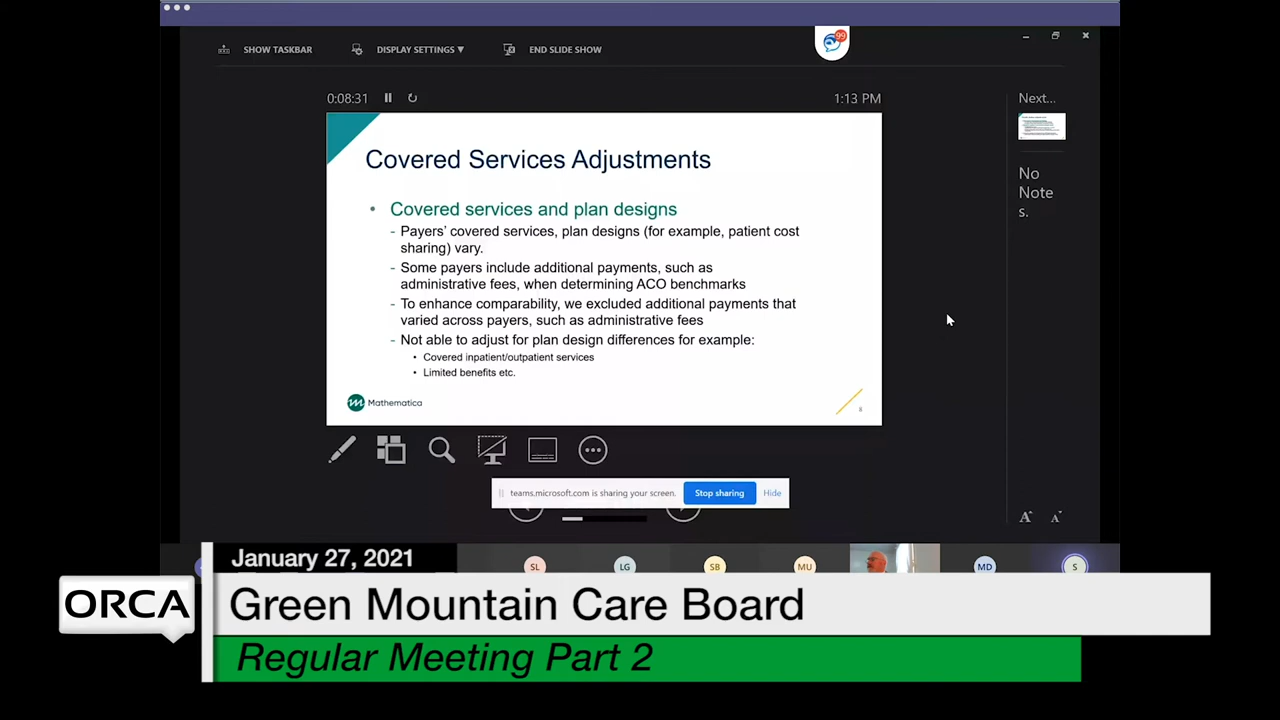 SHOW TASKBAR
DISPLAY SETTINGS ▼
END SLIDE SHOW
99
0:08:31
1:13 PM
Next...
Covered Services Adjustments
• Covered services and plan designs
- Payers' covered services, plan designs (for example, patient cost
sharing) vary.
- Some payers include additional payments, such as
administrative fees, when determining ACO benchmarks
- To enhance comparability, we excluded additional payments that
varied across payers, such as administrative fees
- Not able to adjust for plan design differences for example:
• Covered inpatient/outpatient services
• Limited benefits etc.
Mathematica
8
No
Note
s.
teams.microsoft.com is sharing your screen.
Stop sharing
Hide
A
A
SL
LG
SB
MU
MD
S
January 27, 2021
ORCA
Green Mountain Care Board
Regular Meeting Part 2